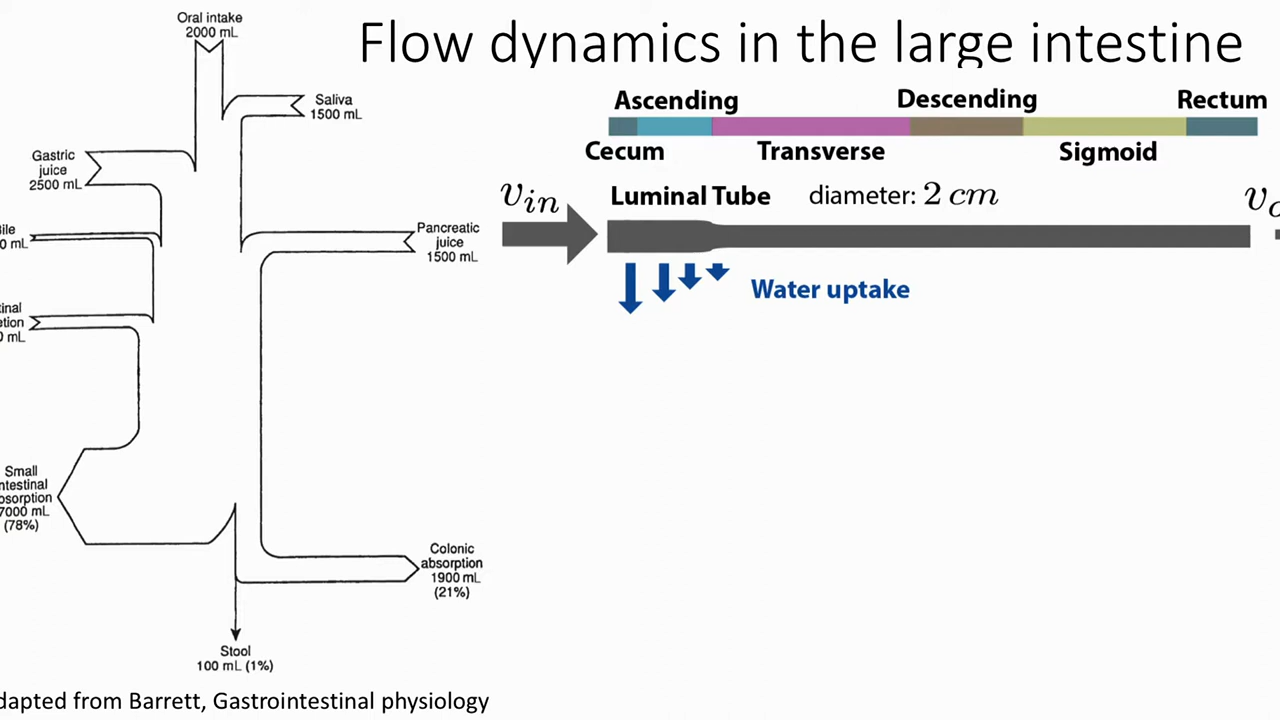 Flow dynamics in the large intestine
Oral intake
2000 mL
Saliva
1500 mL
Gastric
juice
2500 mL
Pancreatic
juice
1500 mL
mL
mL
Small
7000 mL
(78%)
Colonic
absorption
1900 mL
(21%)
Stool
100 mL (1%)
from Barrett, Gastrointestinal physiology
Ascending
Descending
Rectum
Cecum
Transverse
Sigmoid
v_in
Luminal Tube
diameter: 2 cm
Water uptake